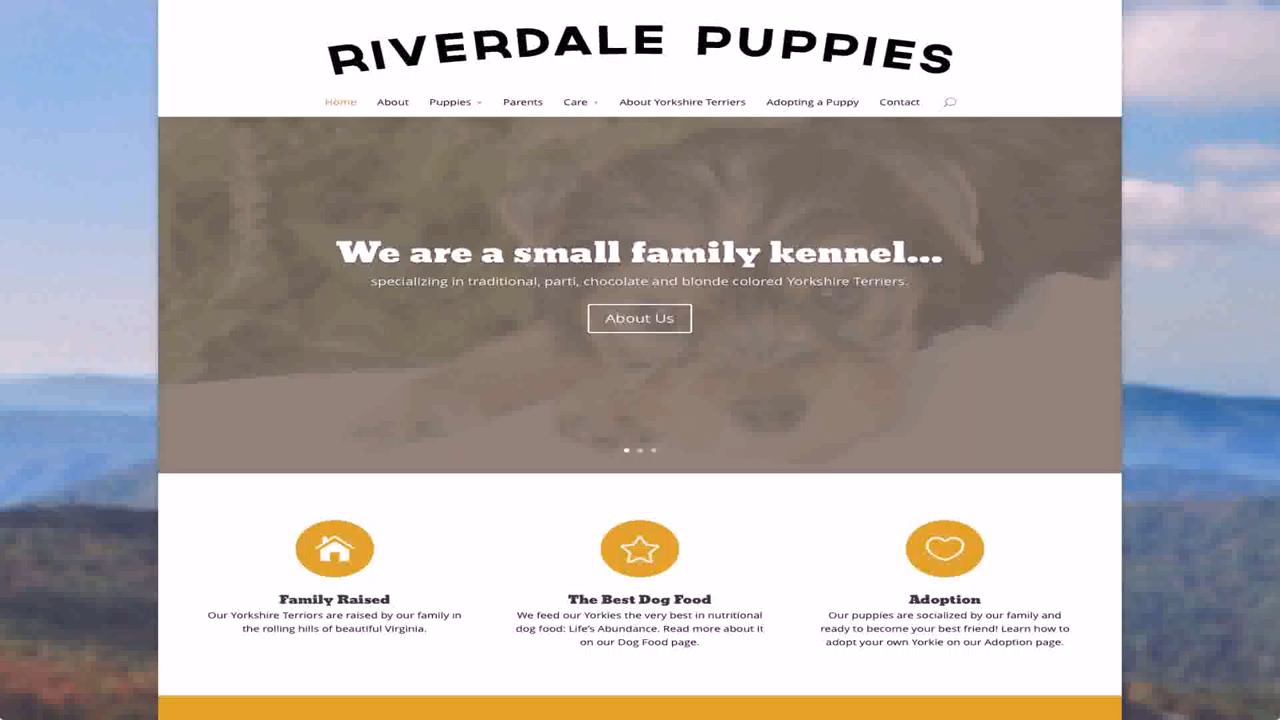 RIVERDALE PUPPIES
Home About Puppies Parents Care About Yorkshire Terriers Adopting a Puppy Contact
We are a small family kennel...
specializing in traditional, parti, chocolate and blonde colored Yorkshire Terriers.
About Us
Family Raised
Our Yorkshire Terriors are raised by our family in
the rolling hills of beautiful Virginia.
The Best Dog Food
We feed our Yorkies the very best in nutritional
dog food: Life's Abundance. Read more about it
on our Dog Food page.
Adoption
Our puppies are socialized by our family and
ready to become your best friend! Learn how to
adopt your own Yorkie on our Adoption page.